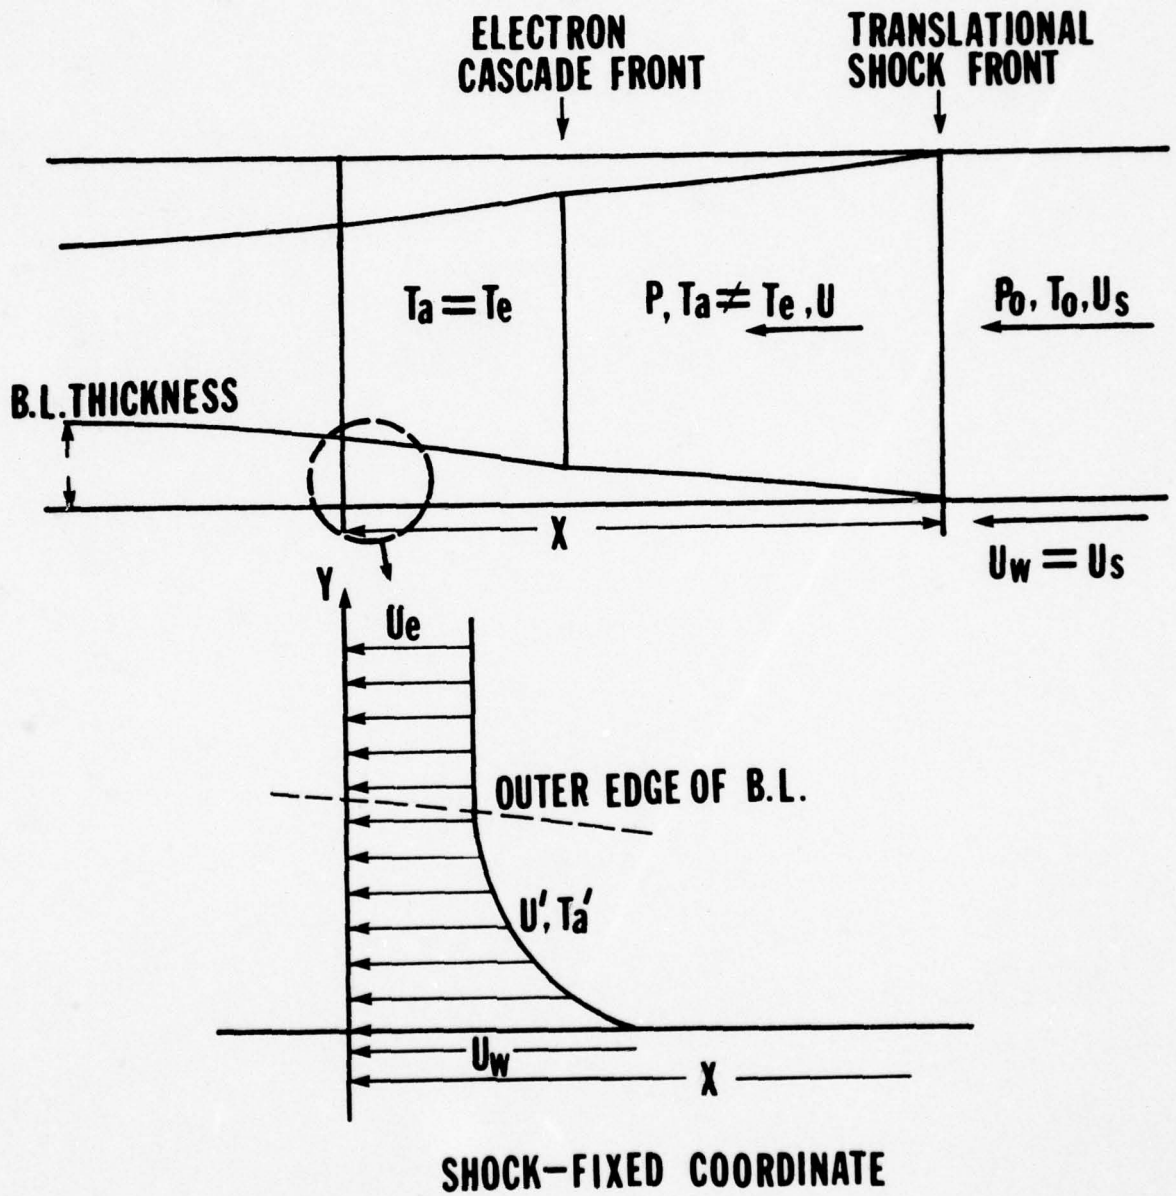 ELECTRON
CASCADE FRONT
TRANSLATIONAL
SHOCK FRONT
Ta = Te
P, Ta ≠ Te, U
P0, T0, Us
B.L. THICKNESS
X
Uw = Us
Y
Ue
OUTER EDGE OF B.L.
U', Ta'
Uw
X
SHOCK-FIXED COORDINATE